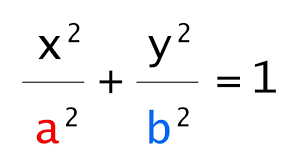 x² / a² + y² / b² = 1